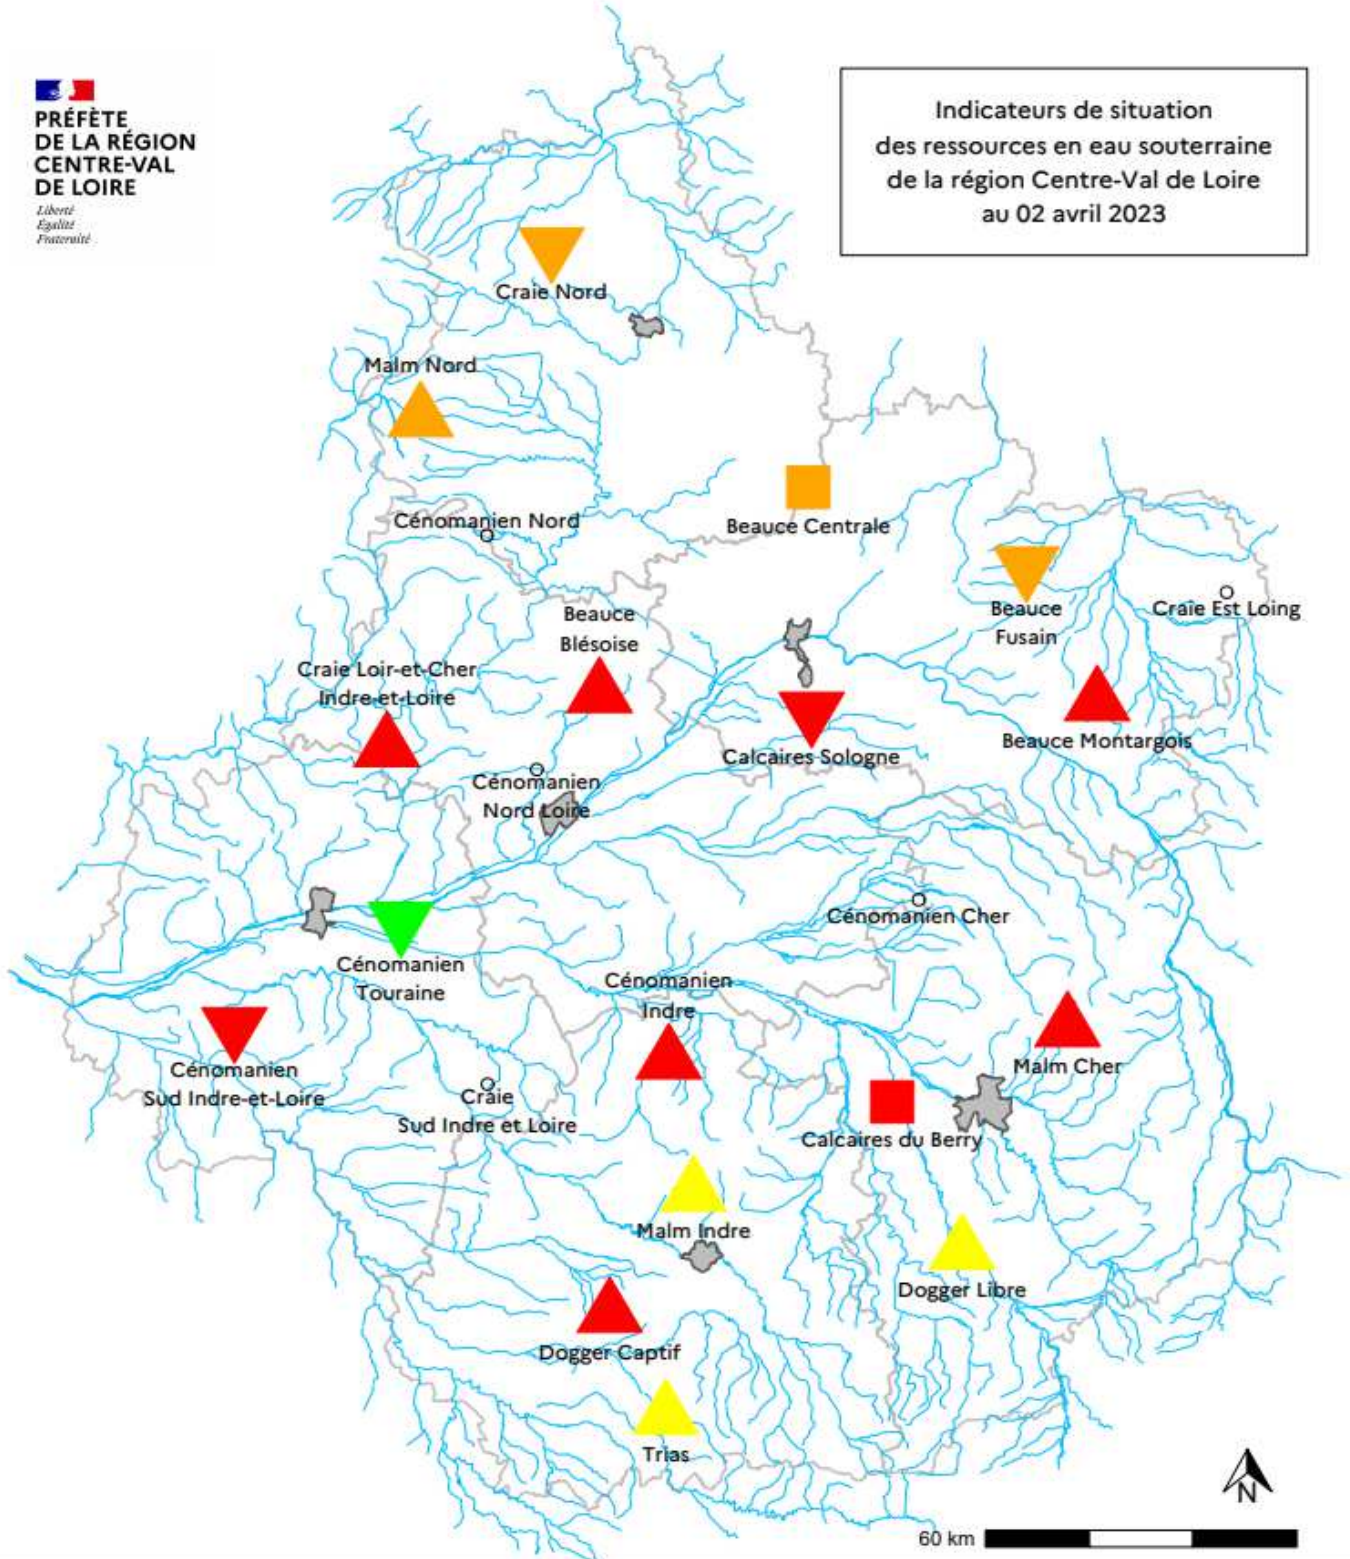 PRÉFÈTE
DE LA RÉGION
CENTRE-VAL
DE LOIRE
Liberté
Égalité
Fraternité
Indicateurs de situation
des ressources en eau souterraine
de la région Centre-Val de Loire
au 02 avril 2023
Craie Nord
Malm Nord
Cénomanien Nord
Beauce Centrale
Beauce
Fusain
Craie Est Loing
Beauce
Blésoise
Craie Loir-et-Cher
Indre-et-Loire
Beauce Montargois
Calcaires Sologne
Cénomanien
Nord Loire
Cénomanien Cher
Cénomanien
Touraine
Cénomanien
Indre
Cénomanien
Sud Indre-et-Loire
Malm Cher
Craie
Sud Indre et Loire
Calcaires du Berry
Malm Indre
Dogger Libre
Dogger Captif
Trias
N
60 km